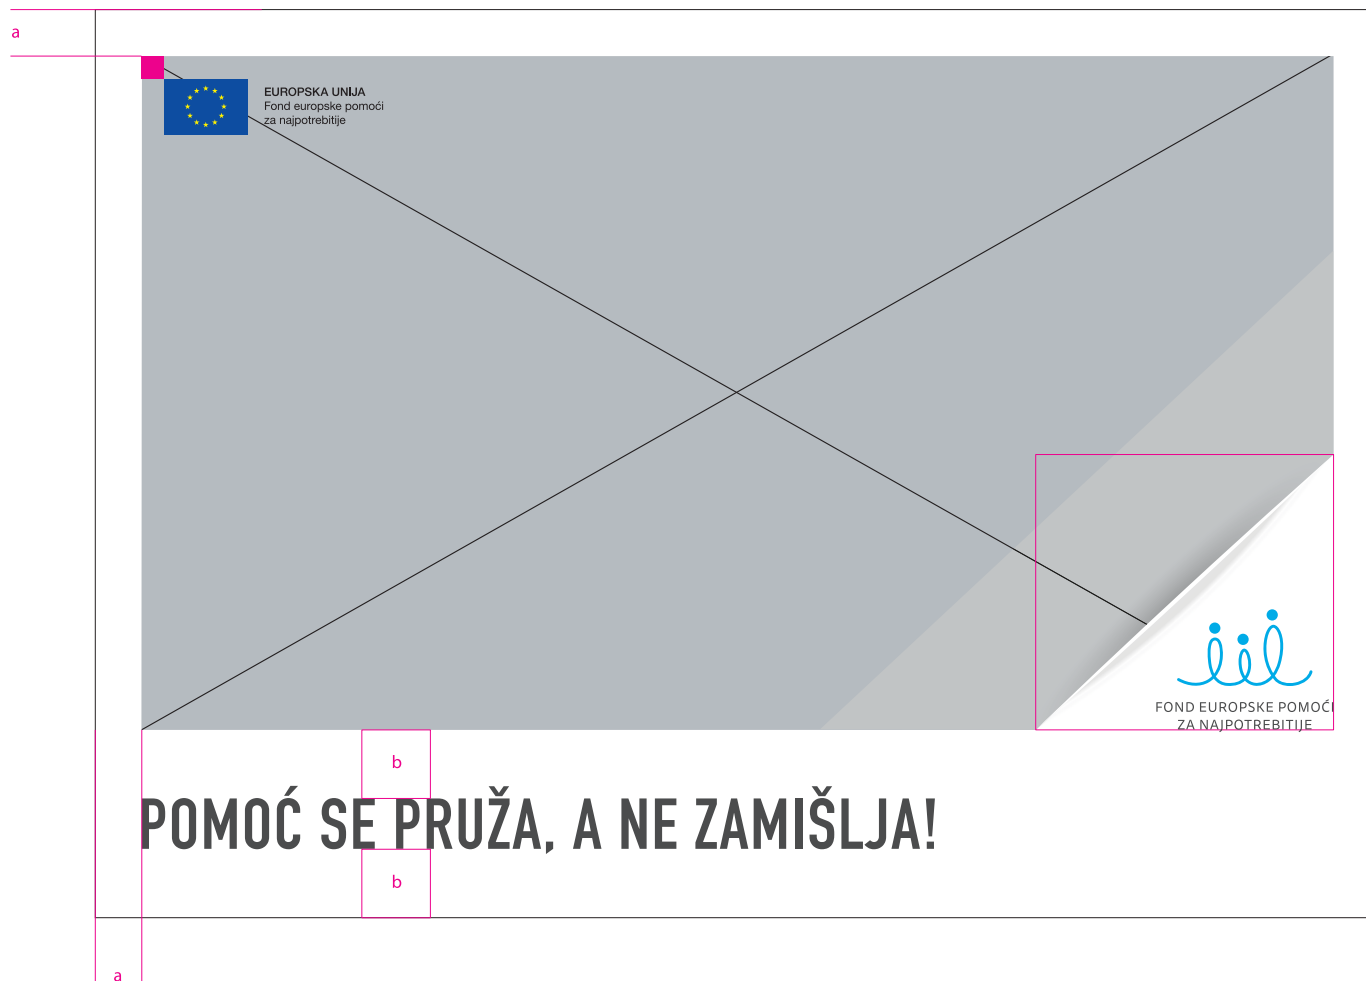 a
EUROPSKA UNIJA
Fond europske pomoći
za najpotrebitije
FOND EUROPSKE POMOĆI
ZA NAJPOTREBITIJE
b
POMOĆ SE PRUŽA, A NE ZAMIŠLJA!
b
a